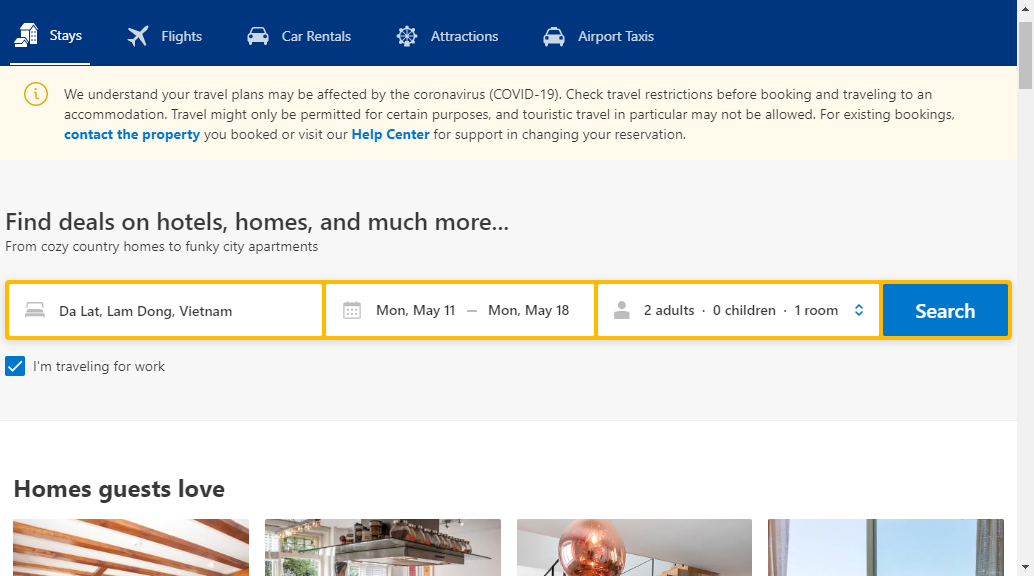 Stays
Flights
Car Rentals
Attractions
Airport Taxis
We understand your travel plans may be affected by the coronavirus (COVID-19). Check travel restrictions before booking and traveling to an
accommodation. Travel might only be permitted for certain purposes, and touristic travel in particular may not be allowed. For existing bookings,
contact the property you booked or visit our Help Center for support in changing your reservation.
Find deals on hotels, homes, and much more...
From cozy country homes to funky city apartments
Da Lat, Lam Dong, Vietnam
Mon, May 11 — Mon, May 18
2 adults · 0 children · 1 room
Search
I'm traveling for work
Homes guests love